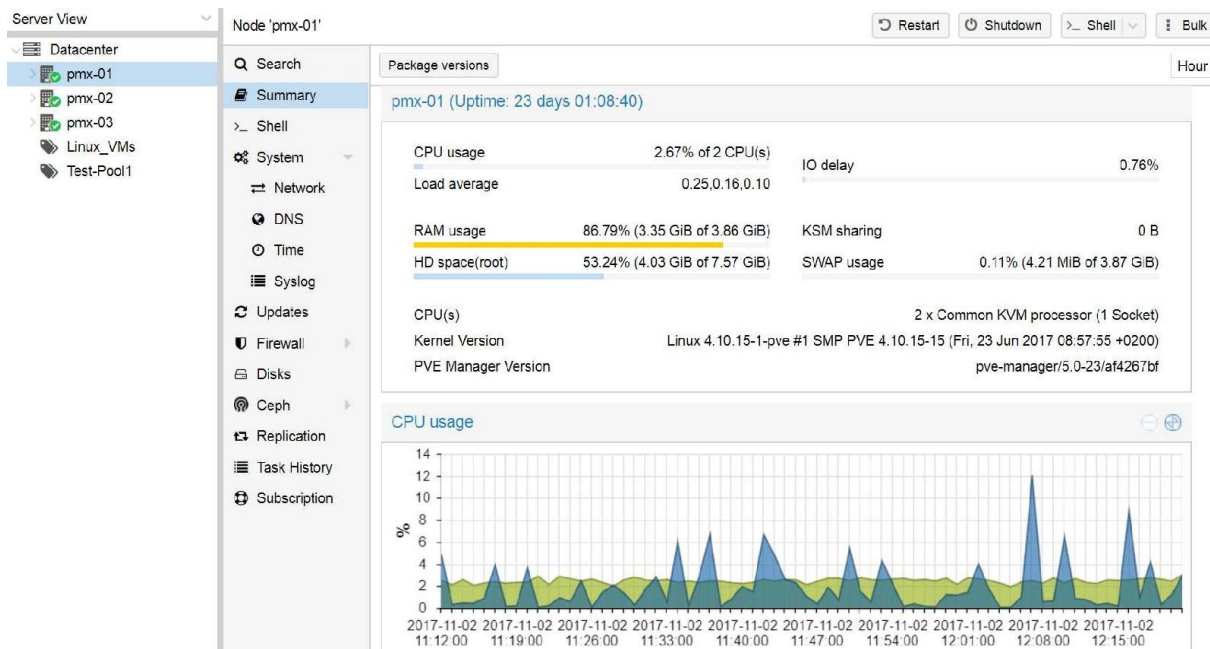 Server View
Datacenter
pmx-01
pmx-02
pmx-03
Linux_VMs
Test-Pool1
Node 'pmx-01'
Restart
Shutdown
>_ Shell
Bulk
Search
Summary
>_ Shell
System
Network
DNS
Time
Syslog
Updates
Firewall
Disks
Ceph
Replication
Task History
Subscription
Package versions
Hour
pmx-01 (Uptime: 23 days 01:08:40)
CPU usage 2.67% of 2 CPU(s)
Load average 0.25,0.16,0.10
IO delay 0.76%
RAM usage 86.79% (3.35 GiB of 3.86 GiB)
HD space(root) 53.24% (4.03 GiB of 7.57 GiB)
KSM sharing 0 B
SWAP usage 0.11% (4.21 MiB of 3.87 GiB)
CPU(s) 2 x Common KVM processor (1 Socket)
Kernel Version Linux 4.10.15-1-pve #1 SMP PVE 4.10.15-15 (Fri, 23 Jun 2017 08:57:55 +0200)
PVE Manager Version pve-manager/5.0-23/af4267bf
CPU usage
14
12
10
8
6
4
2
0
%
2017-11-02 2017-11-02 2017-11-02 2017-11-02 2017-11-02 2017-11-02 2017-11-02 2017-11-02 2017-11-02 2017-11-02
11:12:00 11:19:00 11:26:00 11:33:00 11:40:00 11:47:00 11:54:00 12:01:00 12:08:00 12:15:00